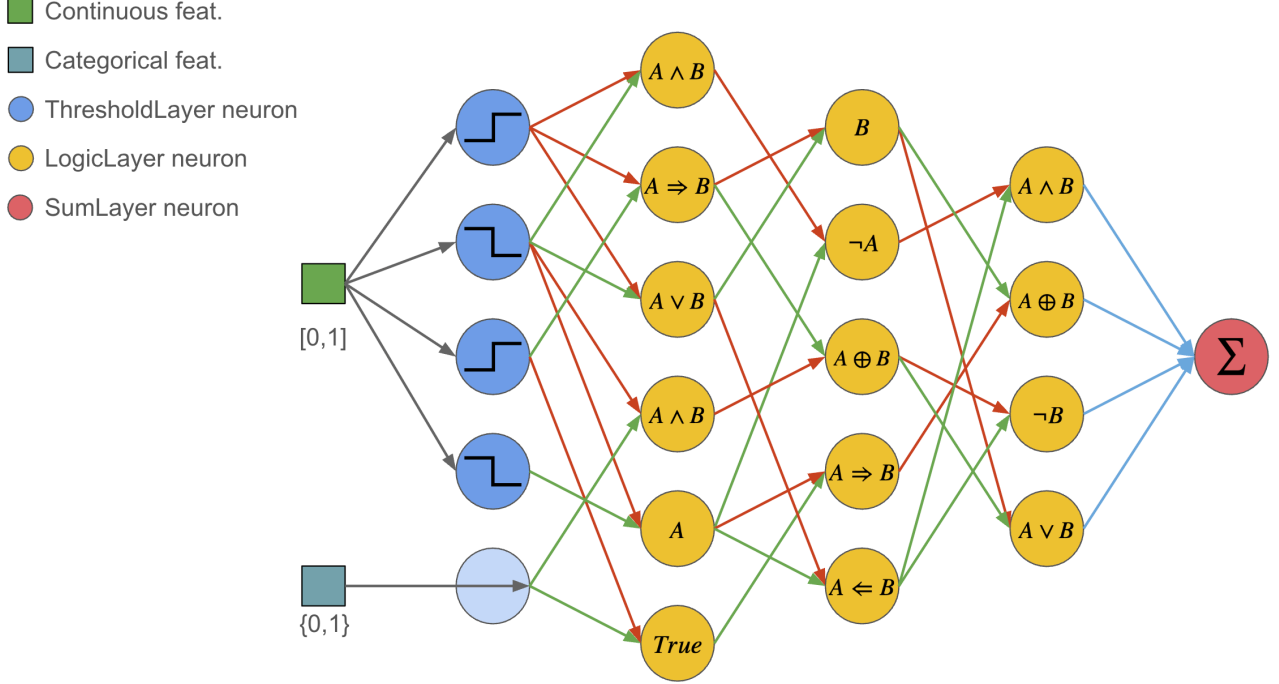 Continuous feat.
Categorical feat.
ThresholdLayer neuron
LogicLayer neuron
SumLayer neuron
[0,1]
{0,1}
A ∧ B
A ⇒ B
A ∨ B
A ∧ B
A
True
B
¬A
A ⊕ B
A ⇒ B
A ⇐ B
A ∧ B
A ⊕ B
¬B
A ∨ B
Σ